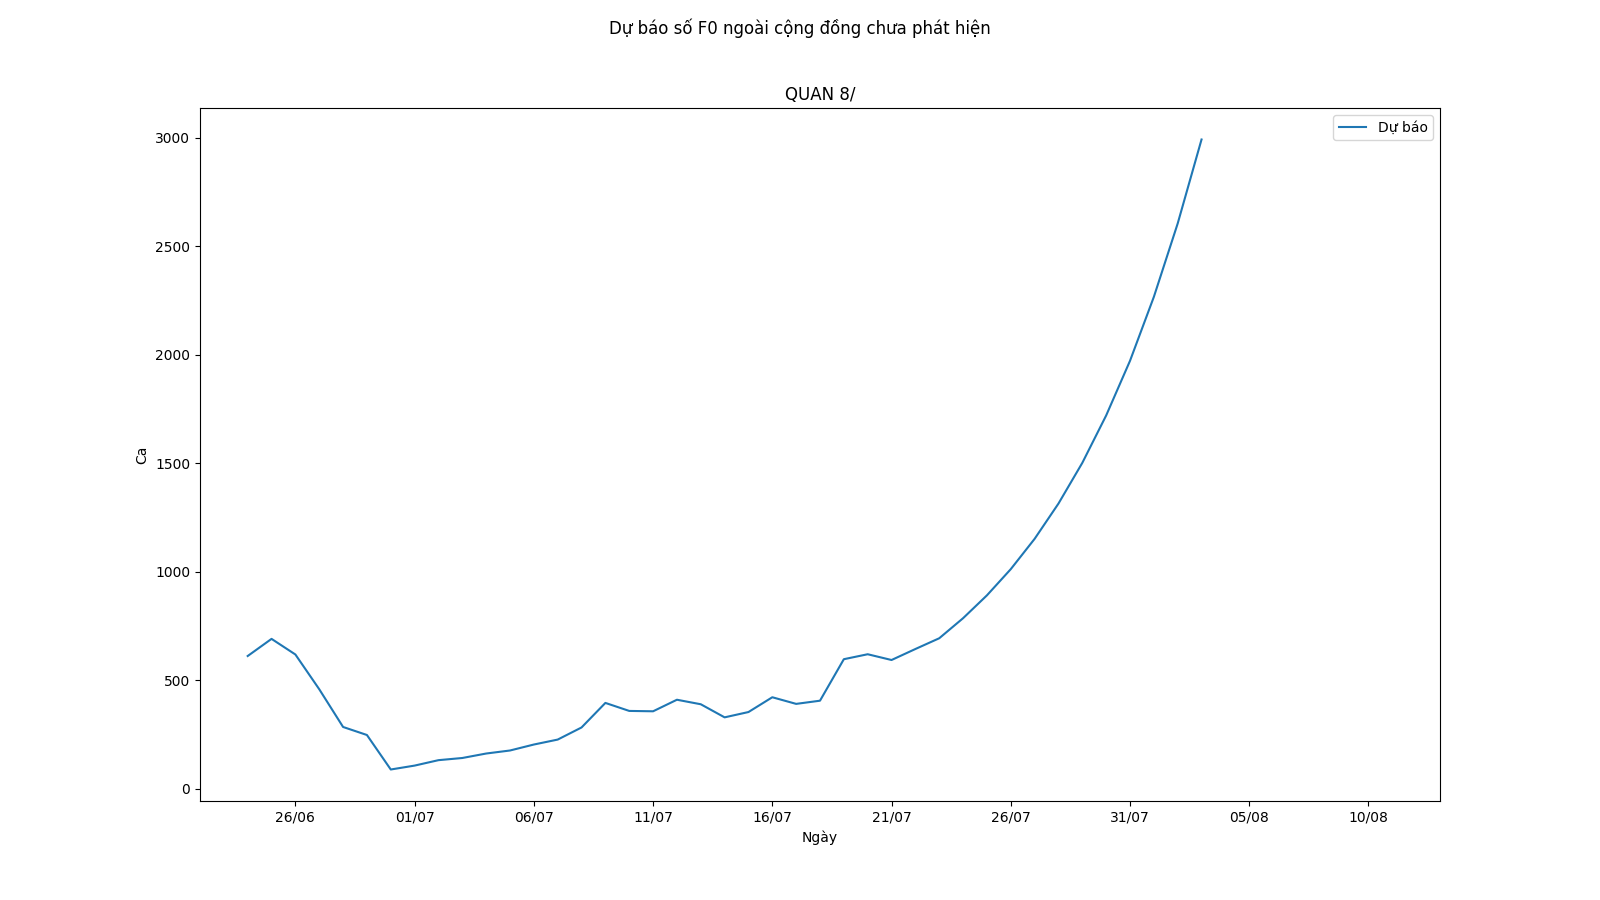 Dự báo số F0 ngoài cộng đồng chưa phát hiện
QUAN 8/
Dự báo
3000
2500
2000
1500
1000
500
0
Ca
26/06 01/07 06/07 11/07 16/07 21/07 26/07 31/07 05/08 10/08
Ngày